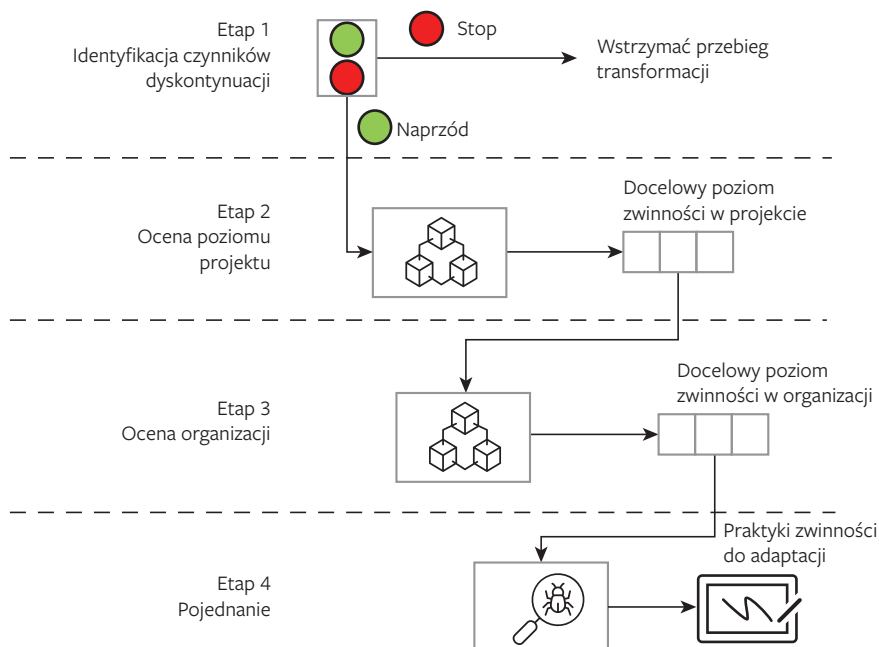 Etap 1
Identyfikacja czynników
dyskontynuacji
Stop
Wstrzymać przebieg
transformacji
Naprzód
Etap 2
Ocena poziomu
projektu
Docelowy poziom
zwinności w projekcie
Etap 3
Ocena organizacji
Docelowy poziom
zwinności w organizacji
Etap 4
Pojednanie
Praktyki zwinności
do adaptacji